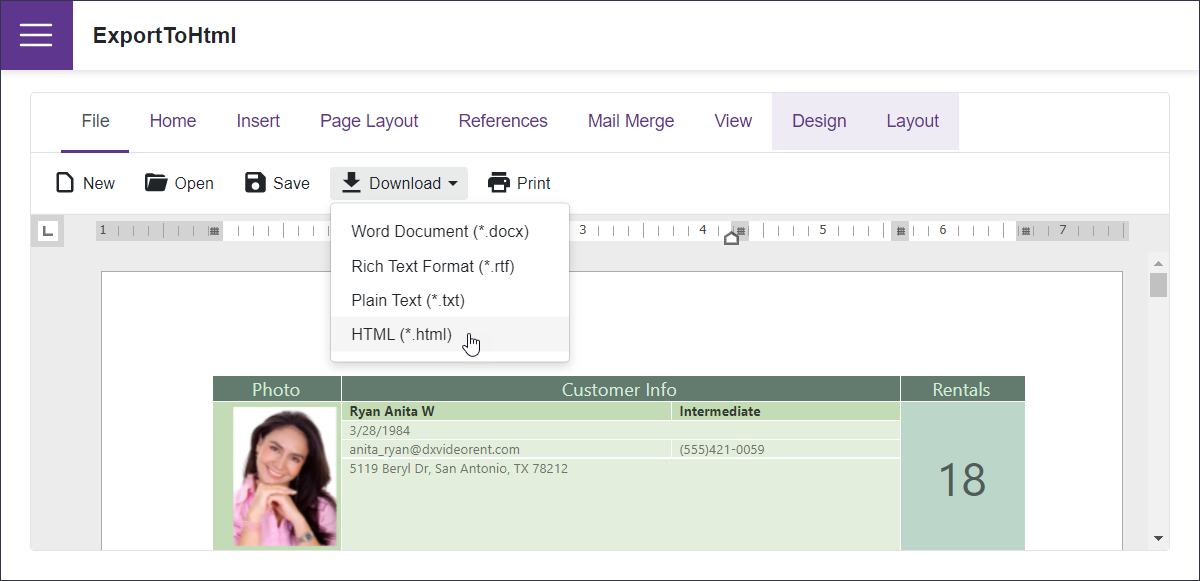 ExportToHtml
File Home Insert Page Layout References Mail Merge View Design Layout
New Open Save Download Print
L 1 3 4 5 6 7
Word Document (*.docx)
Rich Text Format (*.rtf)
Plain Text (*.txt)
HTML (*.html)
Photo Customer Info Rentals
Ryan Anita W Intermediate
3/28/1984
anita_ryan@dxvideorent.com (555)421-0059
5119 Beryl Dr, San Antonio, TX 78212
18